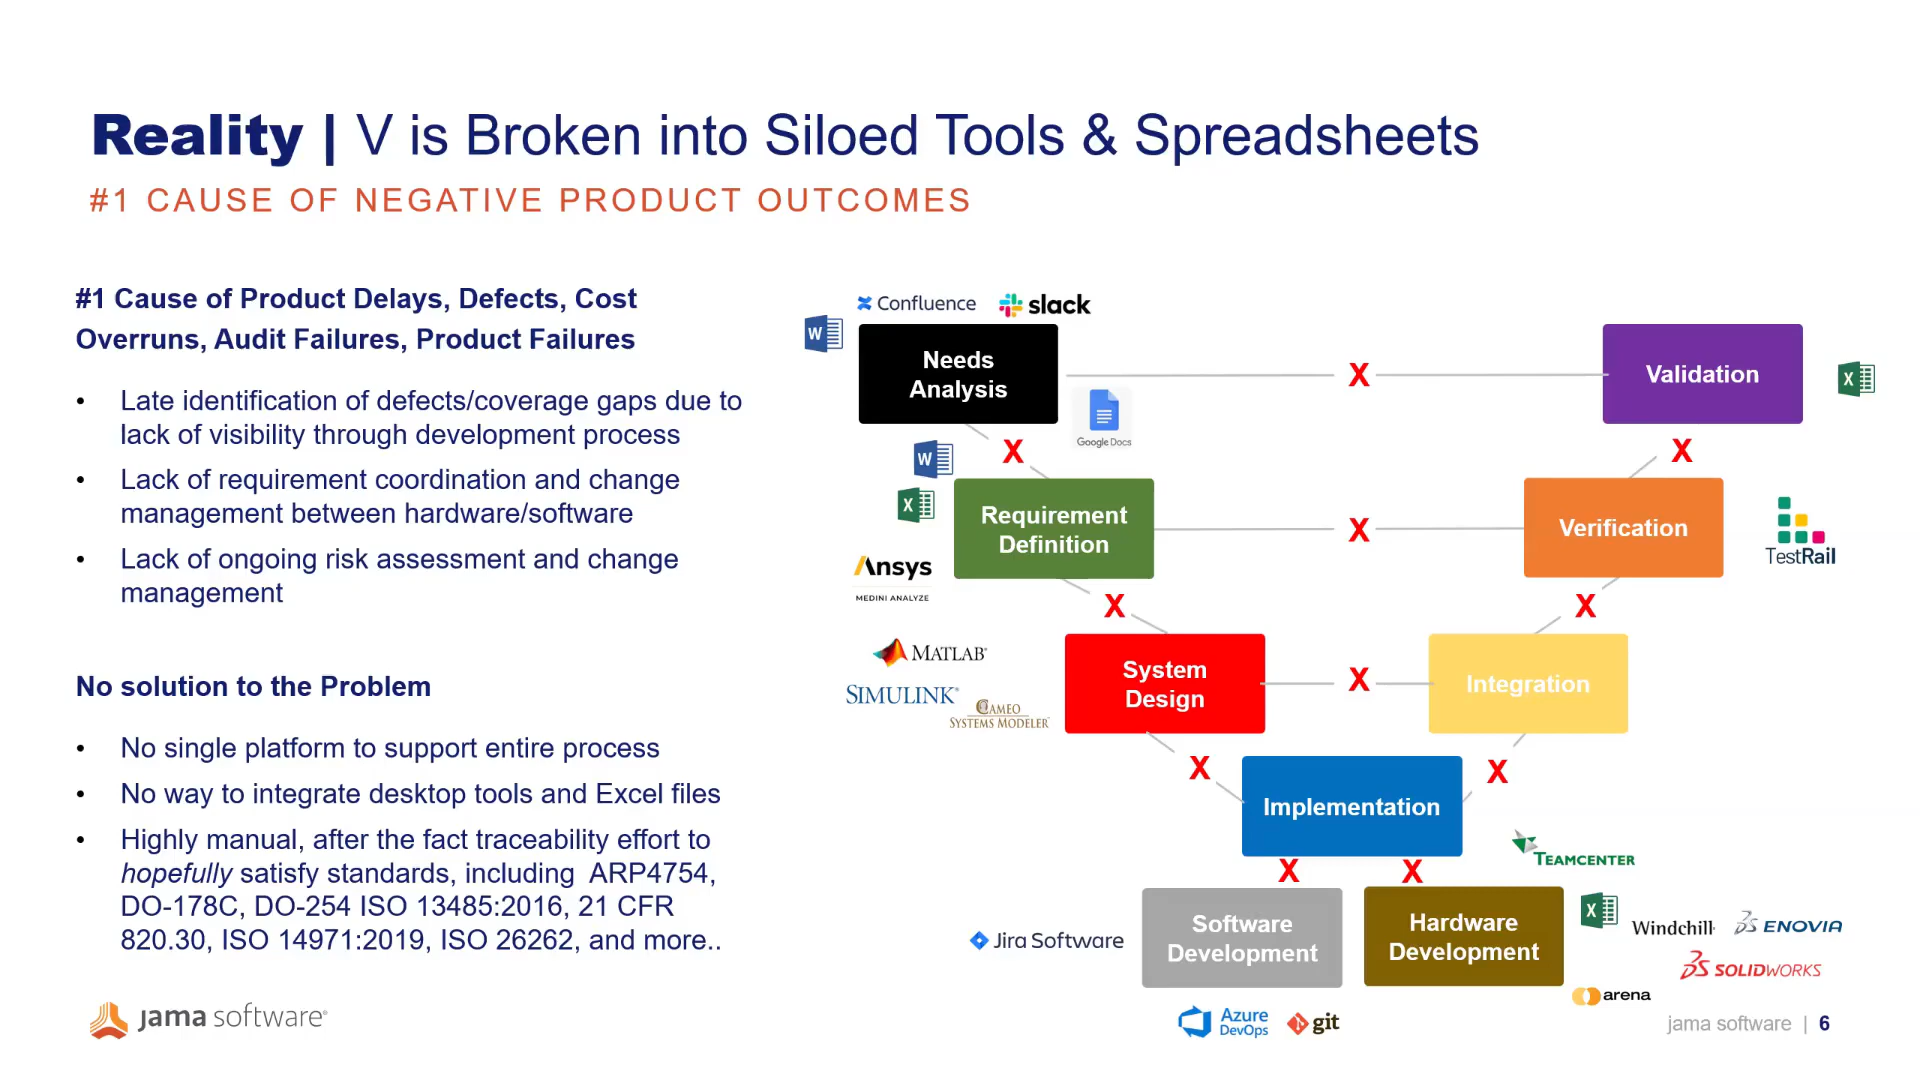 Reality | V is Broken into Siloed Tools & Spreadsheets
#1 CAUSE OF NEGATIVE PRODUCT OUTCOMES
#1 Cause of Product Delays, Defects, Cost
Overruns, Audit Failures, Product Failures
• Late identification of defects/coverage gaps due to
lack of visibility through development process
• Lack of requirement coordination and change
management between hardware/software
• Lack of ongoing risk assessment and change
management
No solution to the Problem
• No single platform to support entire process
• No way to integrate desktop tools and Excel files
• Highly manual, after the fact traceability effort to
hopefully satisfy standards, including ARP4754,
DO-178C, DO-254 ISO 13485:2016, 21 CFR
820.30, ISO 14971:2019, ISO 26262, and more..
Confluence
slack
W
Needs
Analysis
X
Validation
X
Google Docs
X
X
W
X
Requirement
Definition
X
Verification
TestRail
Ansys
MEDINI ANALYZE
X
X
MATLAB®
SIMULINK®
CAMEO
SYSTEMS MODELER
System
Design
X
Integration
X
X
Implementation
TEAMCENTER
X
X
Jira Software
Software
Development
Hardware
Development
X
Windchill
ENOVIA
SOLIDWORKS
arena
Azure
DevOps
git
jama software®
jama software | 6